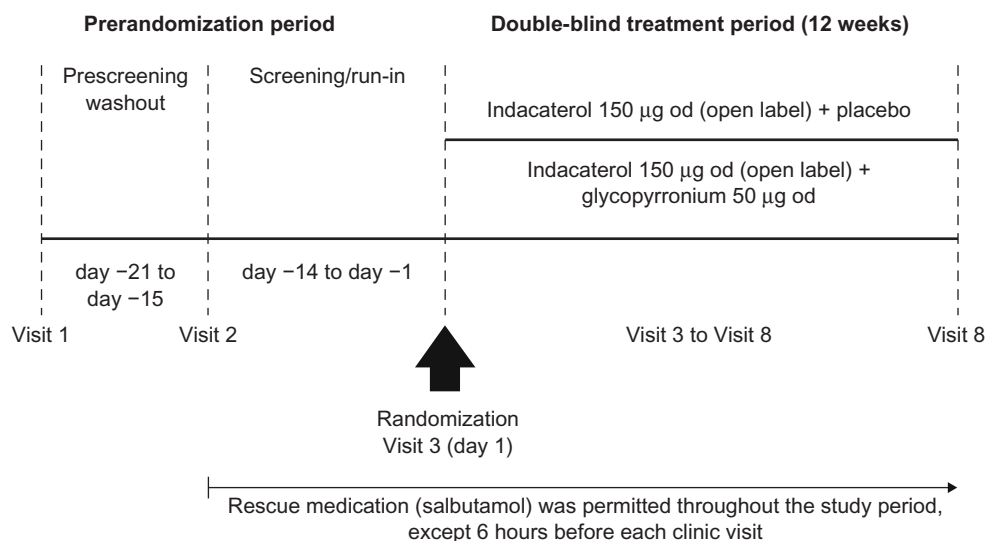 Prerandomization period
Double-blind treatment period (12 weeks)
Prescreening
washout
Screening/run-in
Indacaterol 150 μg od (open label) + placebo
Indacaterol 150 μg od (open label) +
glycopyrronium 50 μg od
day −21 to
day −15
day −14 to day −1
Visit 1
Visit 2
Visit 3 to Visit 8
Visit 8
Randomization
Visit 3 (day 1)
Rescue medication (salbutamol) was permitted throughout the study period,
except 6 hours before each clinic visit